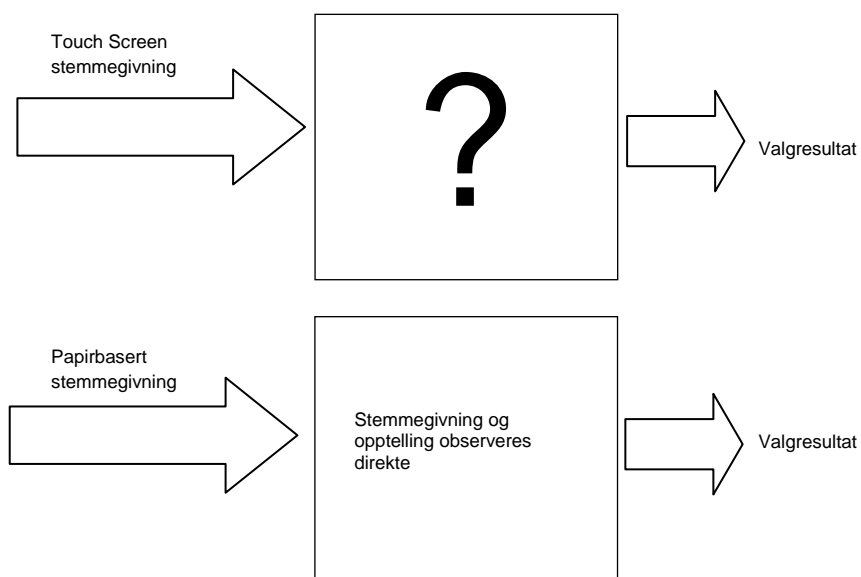 Touch Screen
stemmegivning
?
Valgresultat
Papirbasert
stemmegivning
Stemmegivning og
opptelling observeres
direkte
Valgresultat